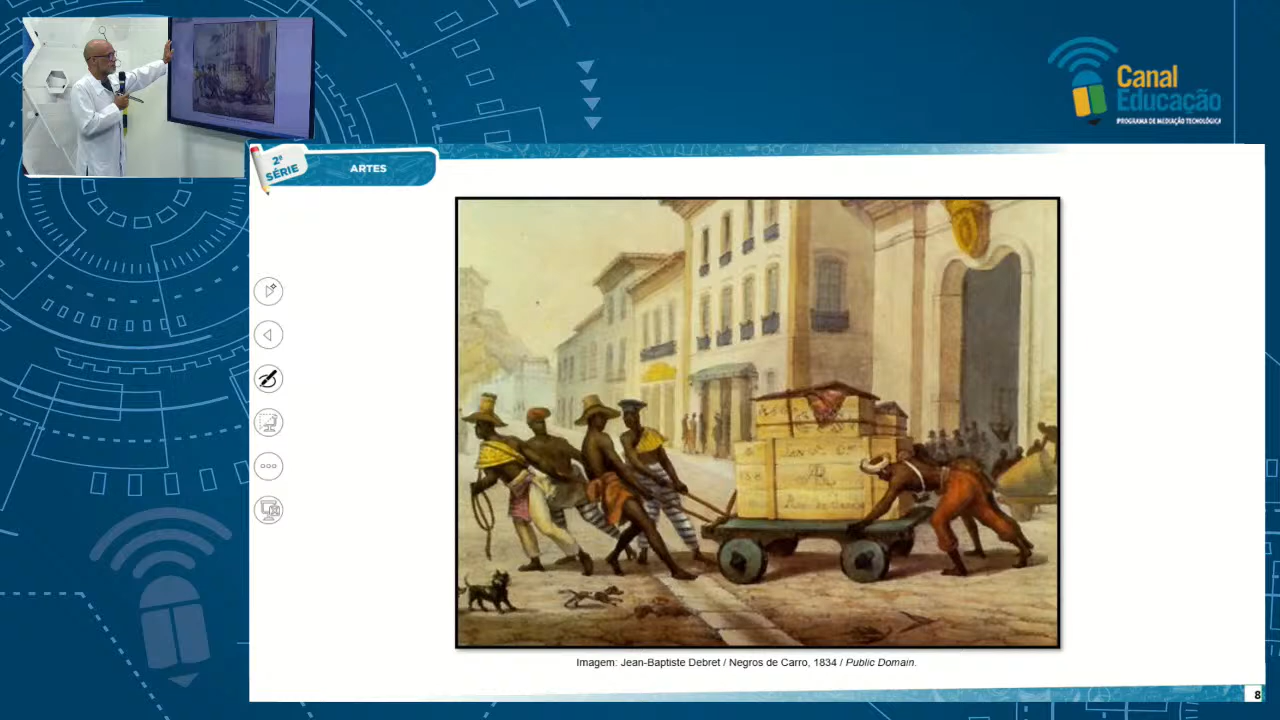 Canal
Educação
PROGRAMA DE MEDIAÇÃO TECNOLÓGICA
2ª
SÉRIE
ARTES
Imagem: Jean-Baptiste Debret / Negros de Carro, 1834 / Public Domain.
8